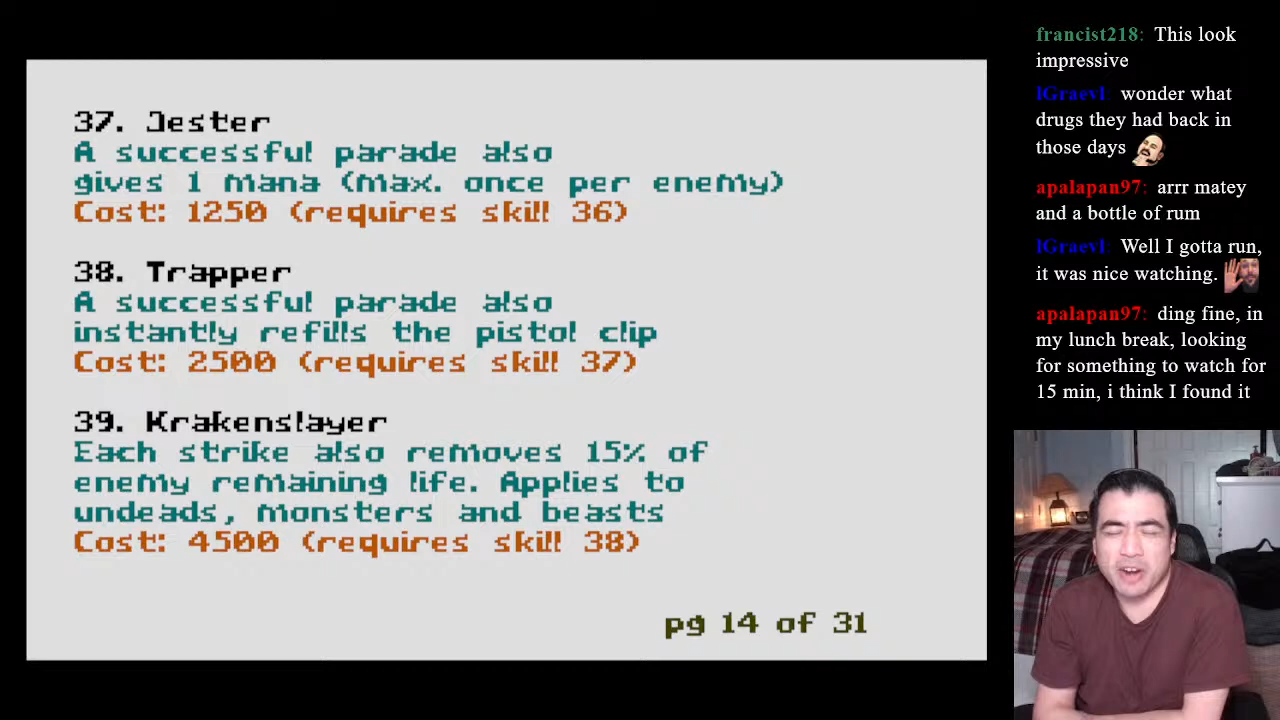 37. Jester
A successful parade also
gives 1 mana (max. once per enemy)
Cost: 1250 (requires skill 36)
38. Trapper
A successful parade also
instantly refills the pistol clip
Cost: 2500 (requires skill 37)
39. Krakenslayer
Each strike also removes 15% of
enemy remaining life. Applies to
undeads, monsters and beasts
Cost: 4500 (requires skill 38)
pg 14 of 31
francist218: This look
impressive
lGraevl: wonder what
drugs they had back in
those days
apalapan97: arrr matey
and a bottle of rum
lGraevl: Well I gotta run,
it was nice watching.
apalapan97: ding fine, in
my lunch break, looking
for something to watch for
15 min, i think I found it